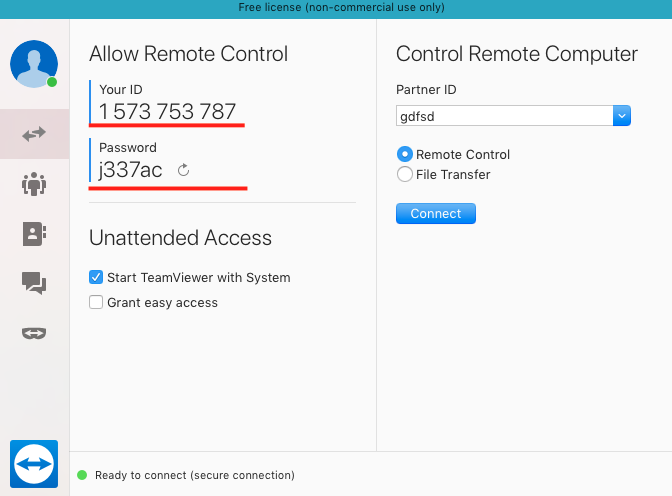 Free license (non-commercial use only)
Allow Remote Control
Your ID
1 573 753 787
Password
j337ac
Unattended Access
Start TeamViewer with System
Grant easy access
Control Remote Computer
Partner ID
gdfsd
Remote Control
File Transfer
Connect
Ready to connect (secure connection)